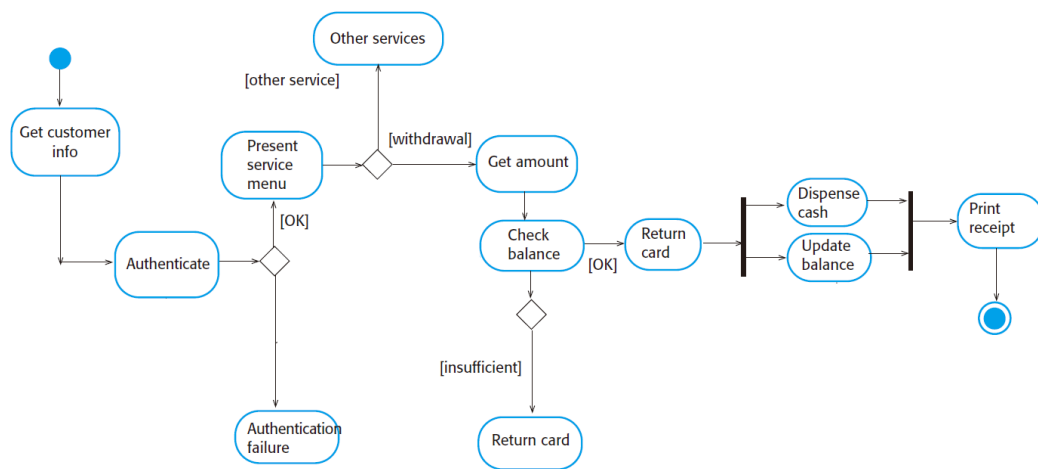 Other services
[other service]
Get customer
info
[withdrawal]
Present
service
menu
Get amount
[OK]
Authenticate
Check
balance
[OK]
Return
card
Dispense
cash
Update
balance
Print
receipt
[insufficient]
Authentication
failure
Return card